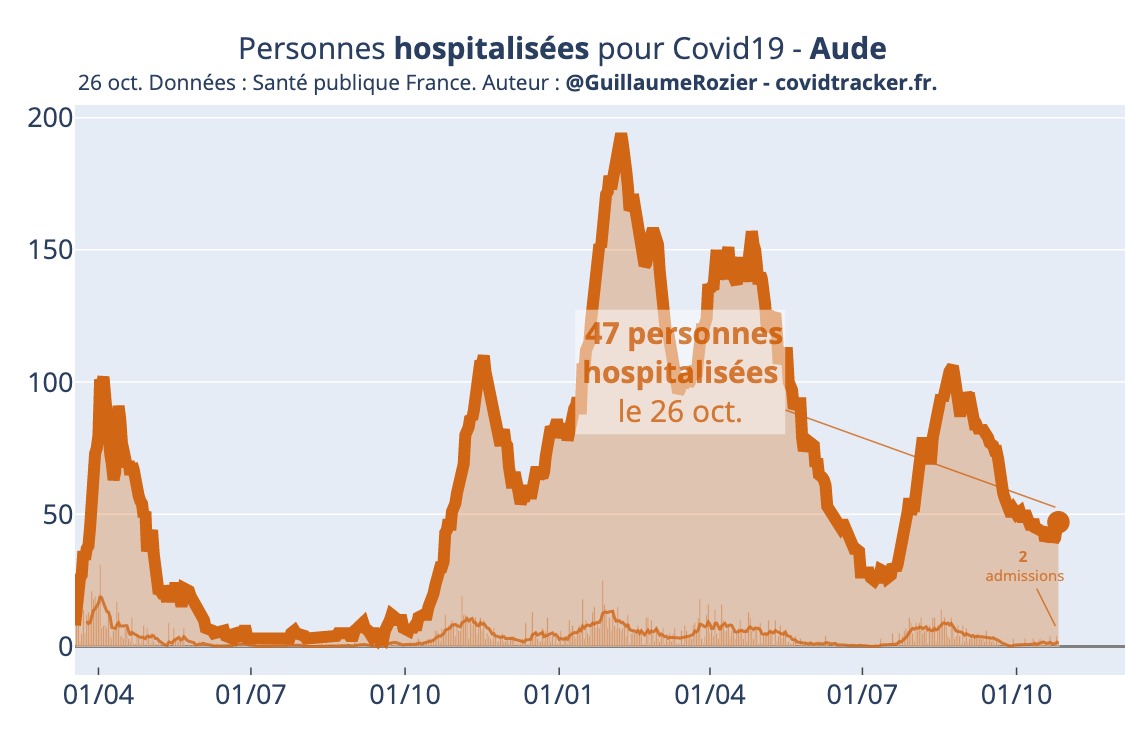 Personnes hospitalisées pour Covid19 - Aude
26 oct. Données : Santé publique France. Auteur : @GuillaumeRozier - covidtracker.fr.
200
150
100
50
0
47 personnes
hospitalisées
le 26 oct.
2
admissions
01/04 01/07 01/10 01/01 01/04 01/07 01/10